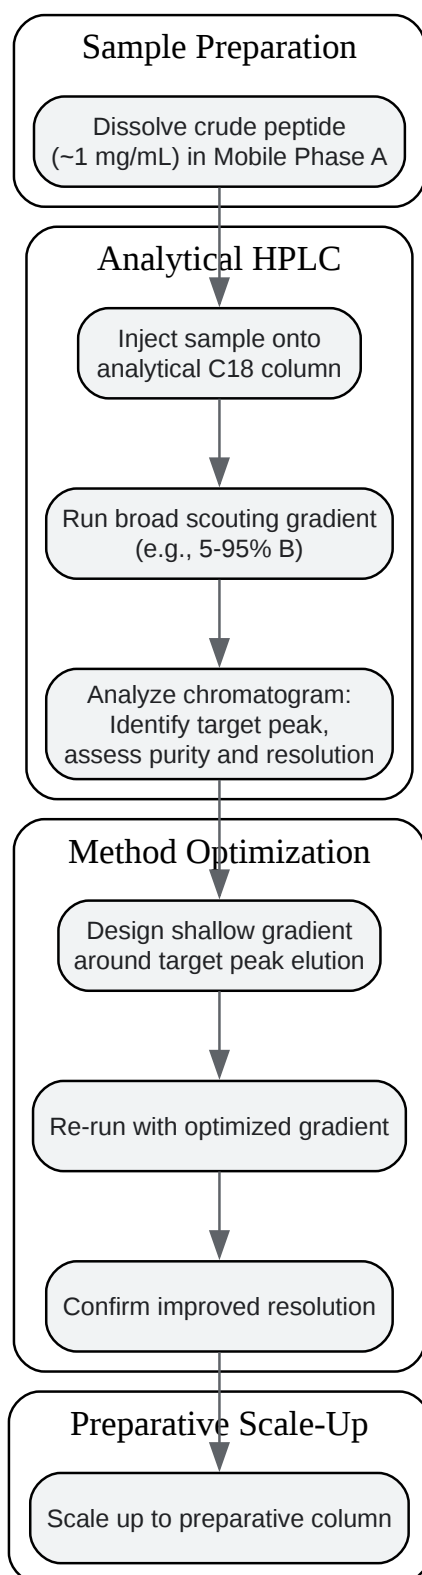 Sample Preparation
Dissolve crude peptide
(~1 mg/mL) in Mobile Phase A
Analytical HPLC
Inject sample onto
analytical C18 column
Run broad scouting gradient
(e.g., 5-95% B)
Analyze chromatogram:
Identify target peak,
assess purity and resolution
Method Optimization
Design shallow gradient
around target peak elution
Re-run with optimized gradient
Confirm improved resolution
Preparative Scale-Up
Scale up to preparative column